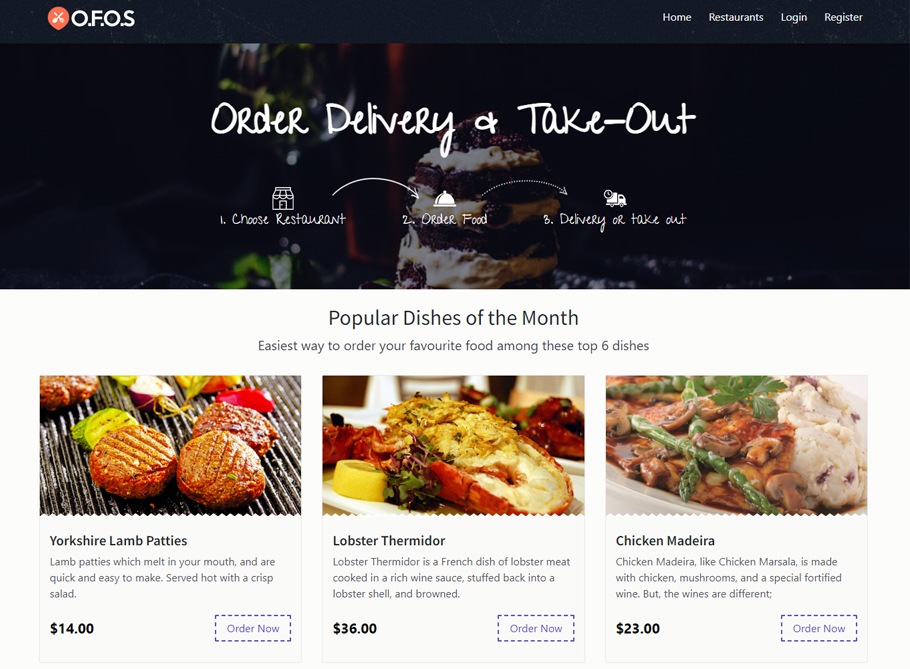 O.F.O.S
Home Restaurants Login Register
Order Delivery & Take-Out
1. Choose Restaurant 2. Order Food 3. Delivery or take out
Popular Dishes of the Month
Easiest way to order your favourite food among these top 6 dishes
Yorkshire Lamb Patties
Lamb patties which melt in your mouth, and are
quick and easy to make. Served hot with a crisp
salad.
$14.00 Order Now
Lobster Thermidor
Lobster Thermidor is a French dish of lobster meat
cooked in a rich wine sauce, stuffed back into a
lobster shell, and browned.
$36.00 Order Now
Chicken Madeira
Chicken Madeira, like Chicken Marsala, is made
with chicken, mushrooms, and a special fortified
wine. But, the wines are different;
$23.00 Order Now